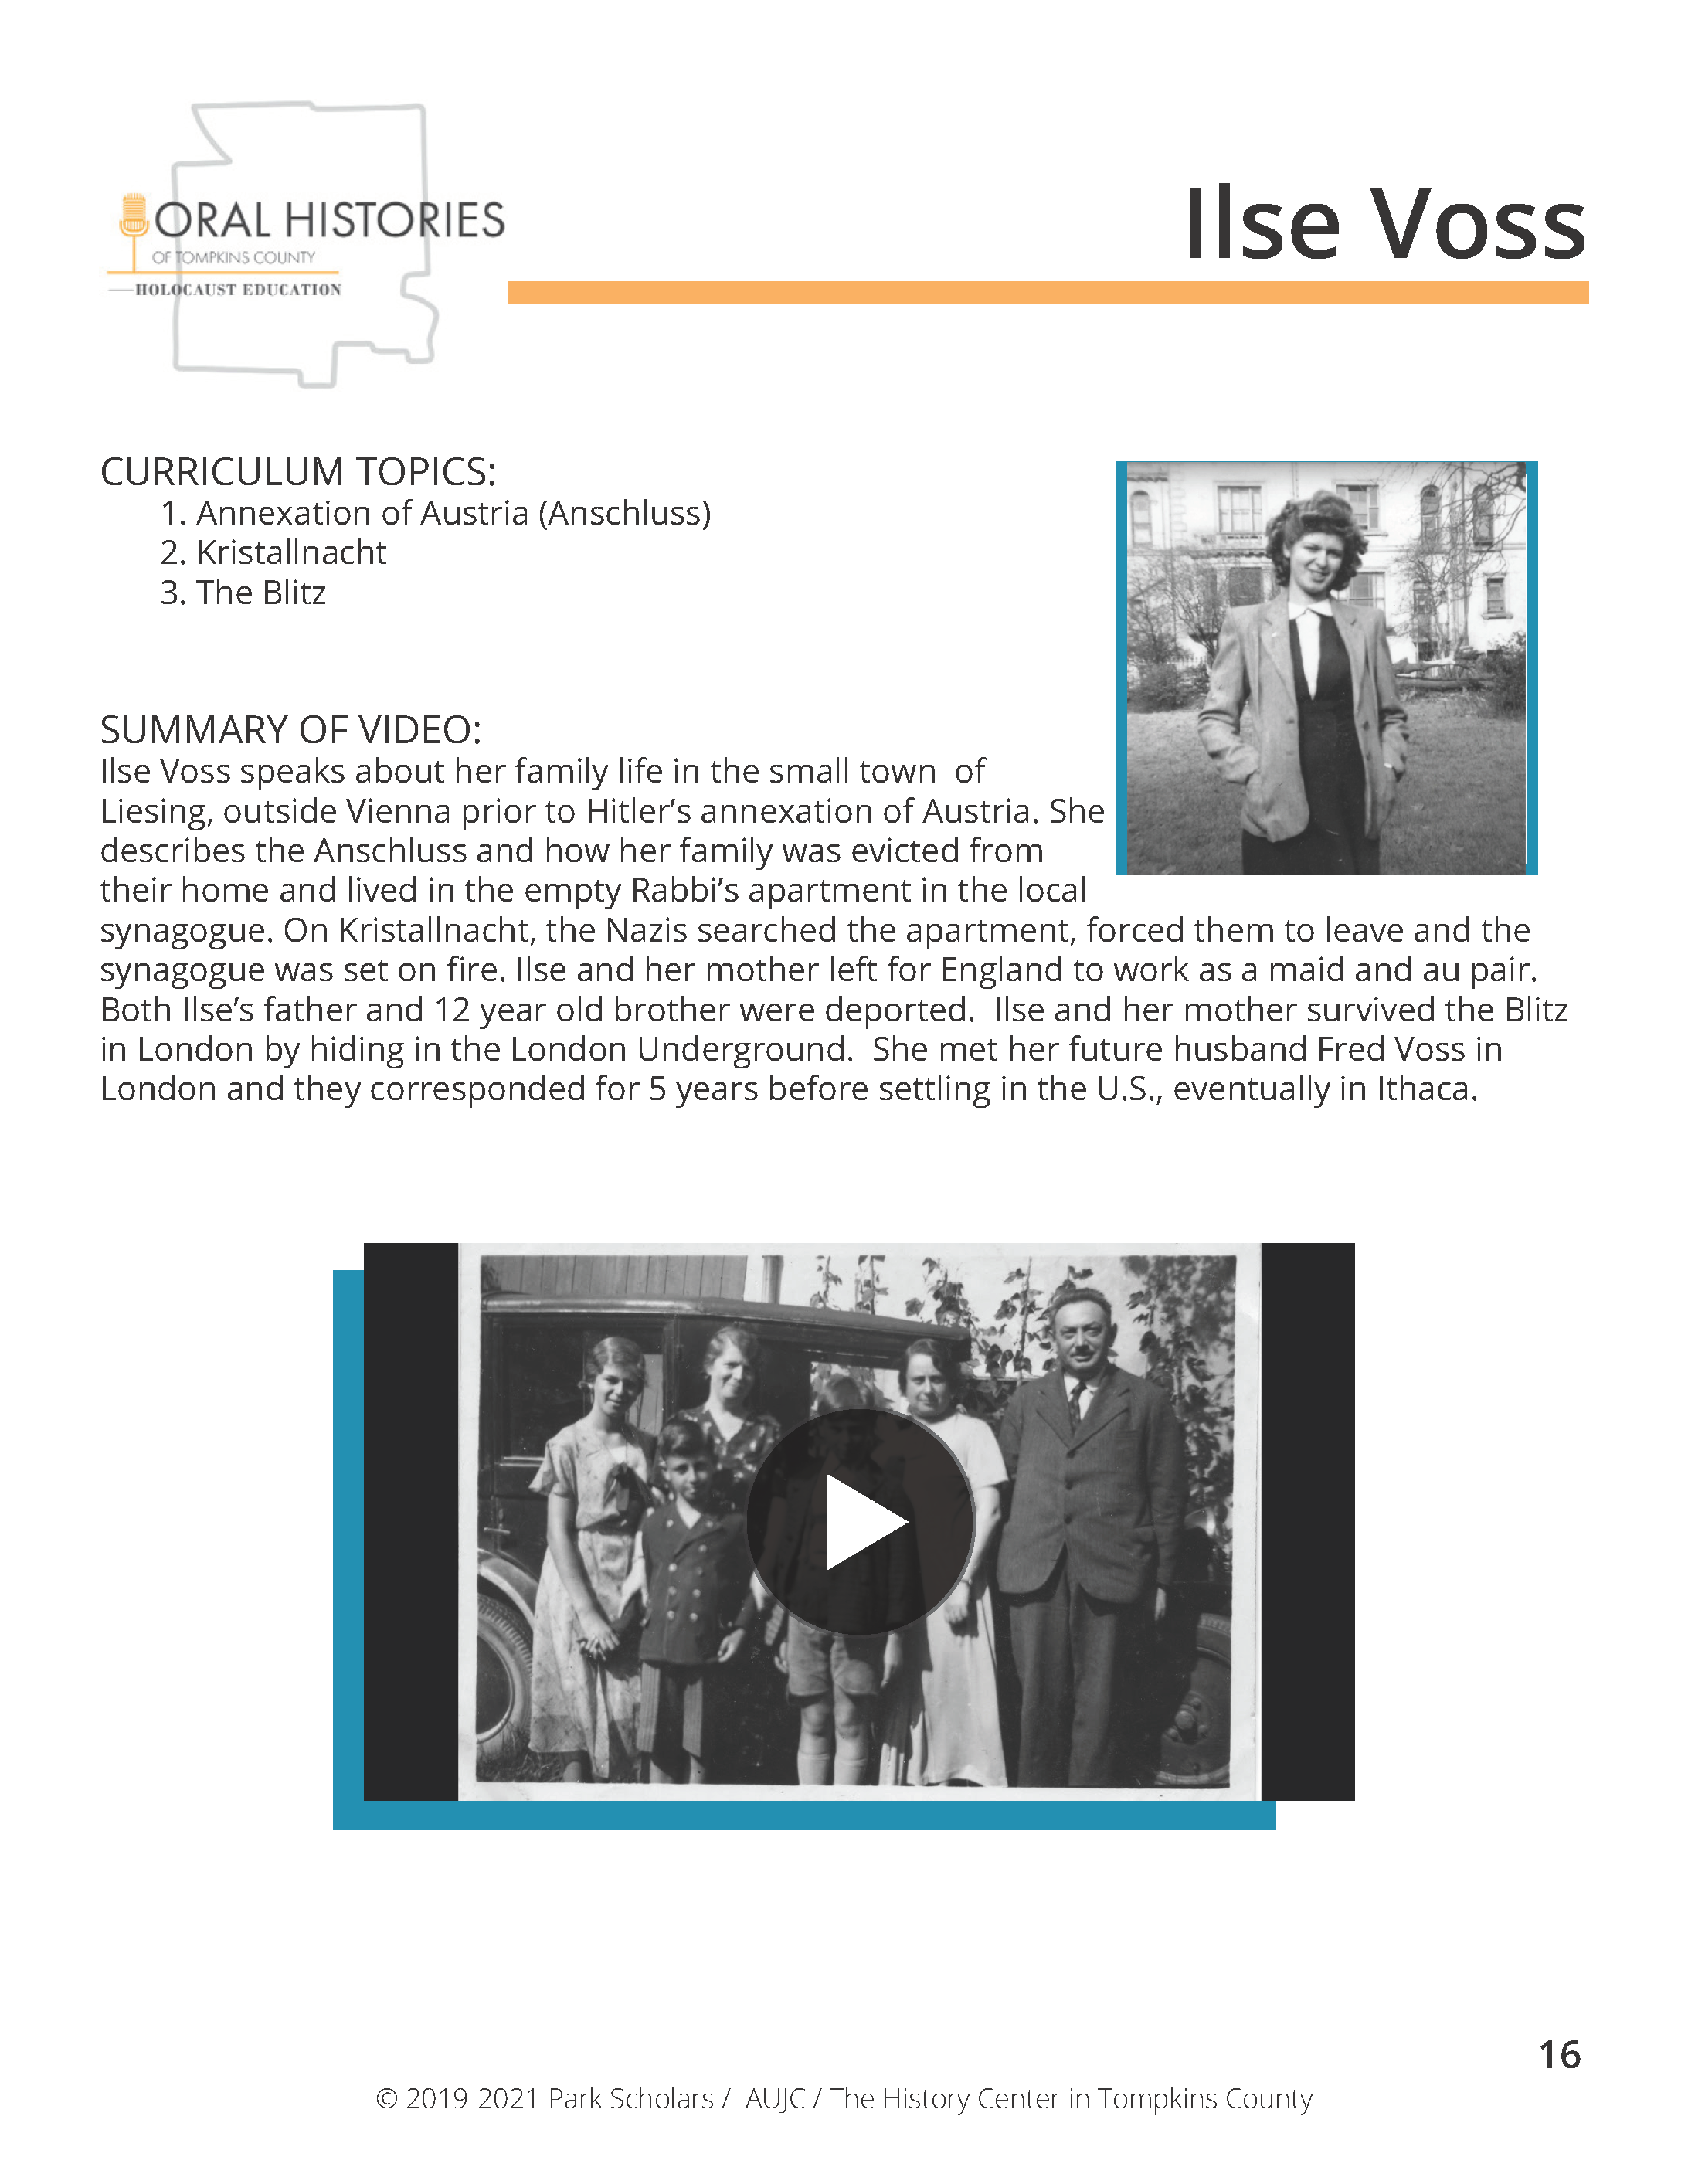 ORAL HISTORIES
OF TOMPKINS COUNTY
HOLOCAUST EDUCATION
Ilse Voss
CURRICULUM TOPICS:
1. Annexation of Austria (Anschluss)
2. Kristallnacht
3. The Blitz
SUMMARY OF VIDEO:
Ilse Voss speaks about her family life in the small town  of
Liesing, outside Vienna prior to Hitler’s annexation of Austria. She
describes the Anschluss and how her family was evicted from
their home and lived in the empty Rabbi’s apartment in the local
synagogue. On Kristallnacht, the Nazis searched the apartment, forced them to leave and the
synagogue was set on fire. Ilse and her mother left for England to work as a maid and au pair.
Both Ilse’s father and 12 year old brother were deported.  Ilse and her mother survived the Blitz
in London by hiding in the London Underground.  She met her future husband Fred Voss in
London and they corresponded for 5 years before settling in the U.S., eventually in Ithaca.
16
© 2019-2021 Park Scholars / IAUJC / The History Center in Tompkins County